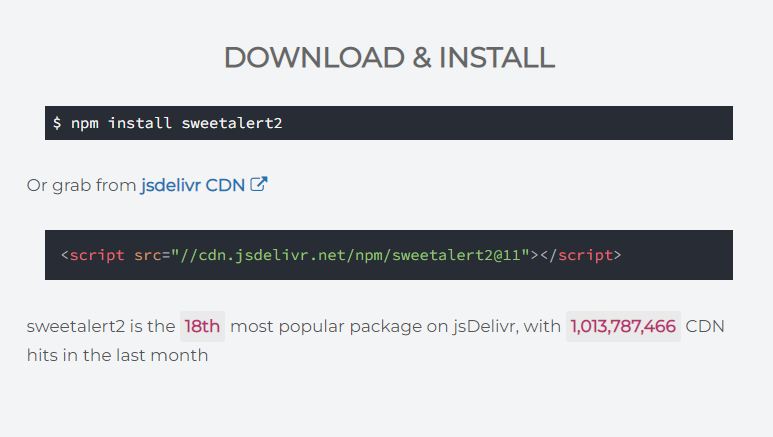 DOWNLOAD & INSTALL
$ npm install sweetalert2
Or grab from jsdelivr CDN
<script src="//cdn.jsdelivr.net/npm/sweetalert2@11"></script>
sweetalert2 is the 18th most popular package on jsDelivr, with 1,013,787,466 CDN
hits in the last month